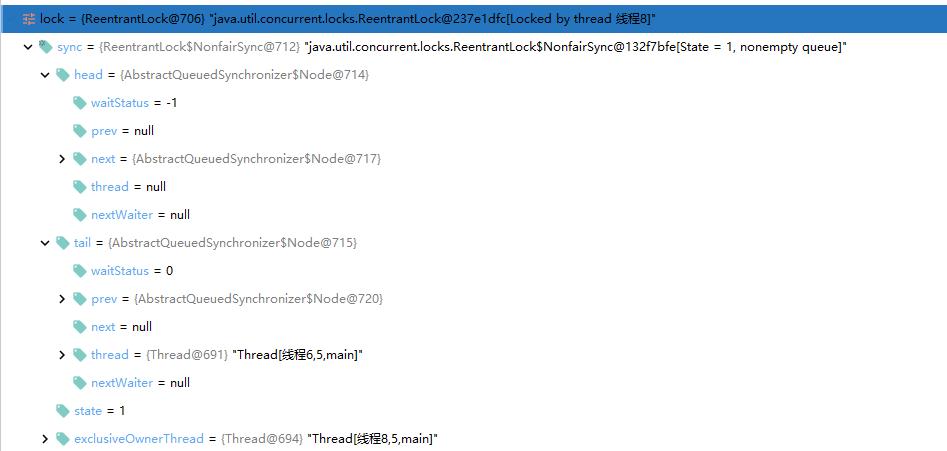 lock = {ReentrantLock@706} "java.util.concurrent.locks.ReentrantLock@237e1dfc[Locked by thread 线程8]"
sync = {ReentrantLock$NonfairSync@712} "java.util.concurrent.locks.ReentrantLock$NonfairSync@132f7bfe[State = 1, nonempty queue]"
head = {AbstractQueuedSynchronizer$Node@714}
waitStatus = -1
prev = null
next = {AbstractQueuedSynchronizer$Node@717}
thread = null
nextWaiter = null
tail = {AbstractQueuedSynchronizer$Node@715}
waitStatus = 0
prev = {AbstractQueuedSynchronizer$Node@720}
next = null
thread = {Thread@691} "Thread[线程6,5,main]"
nextWaiter = null
state = 1
exclusiveOwnerThread = {Thread@694} "Thread[线程8,5,main]"